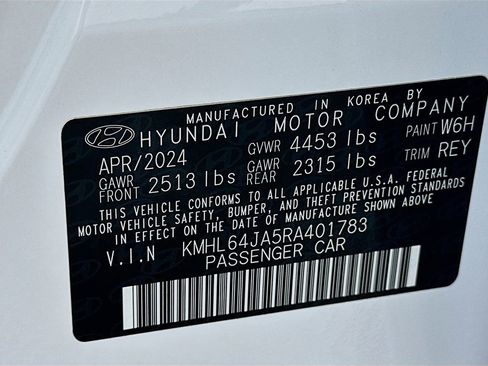 MANUFACTURED IN KOREA BY
HYUNDAI MOTOR COMPANY
APR/2024 GVWR 4453 lbs PAINT W6H
GAWR FRONT 2513 lbs GAWR REAR 2315 lbs TRIM REY
THIS VEHICLE CONFORMS TO ALL APPLICABLE U.S.A. FEDERAL
MOTOR VEHICLE SAFETY, BUMPER, AND THEFT PREVENTION STANDARDS
IN EFFECT ON THE DATE OF MANUFACTURE SHOWN ABOVE.
V.I.N KMHL64JA5RA401783
PASSENGER CAR